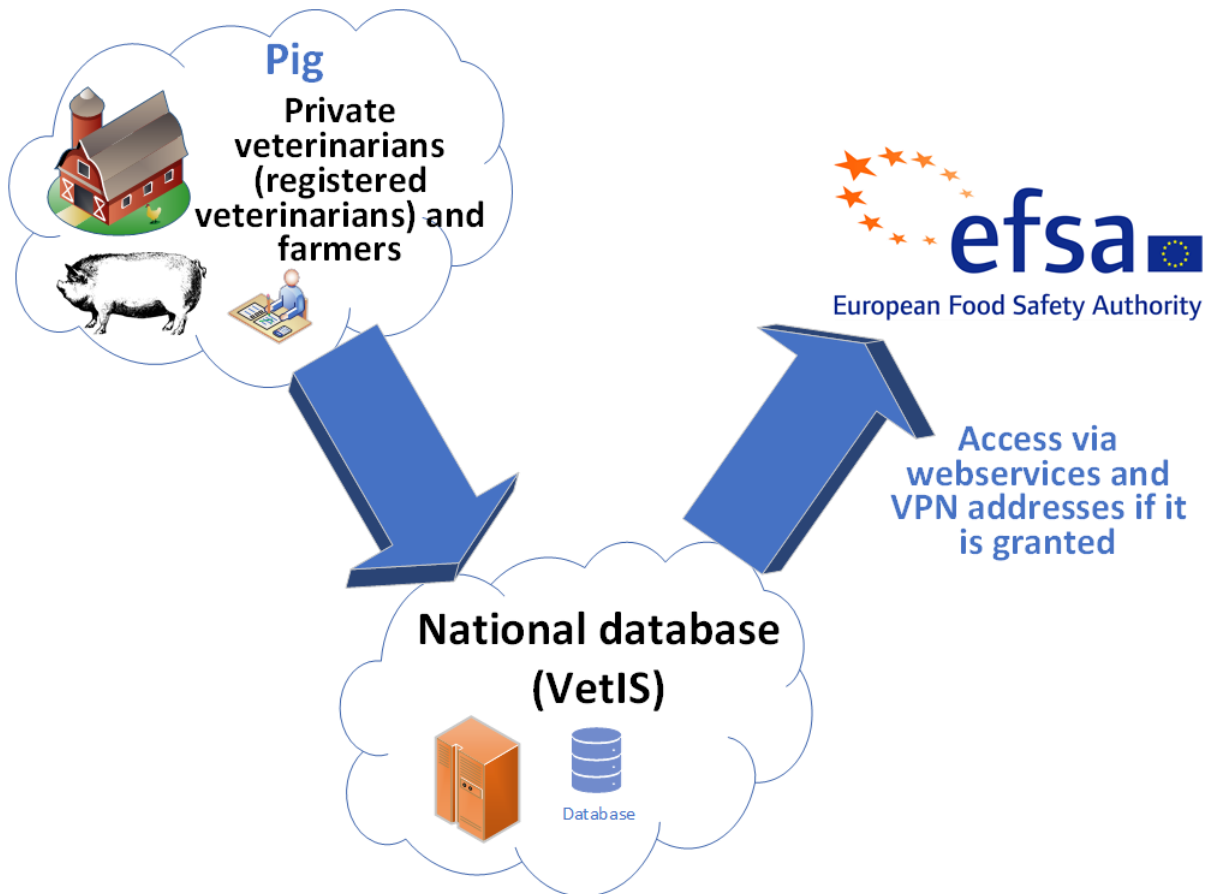 Pig
Private
veterinarians
(registered
veterinarians) and
farmers
efsa
European Food Safety Authority
Access via
webservices and
VPN addresses if it
is granted
National database
(VetIS)
Database